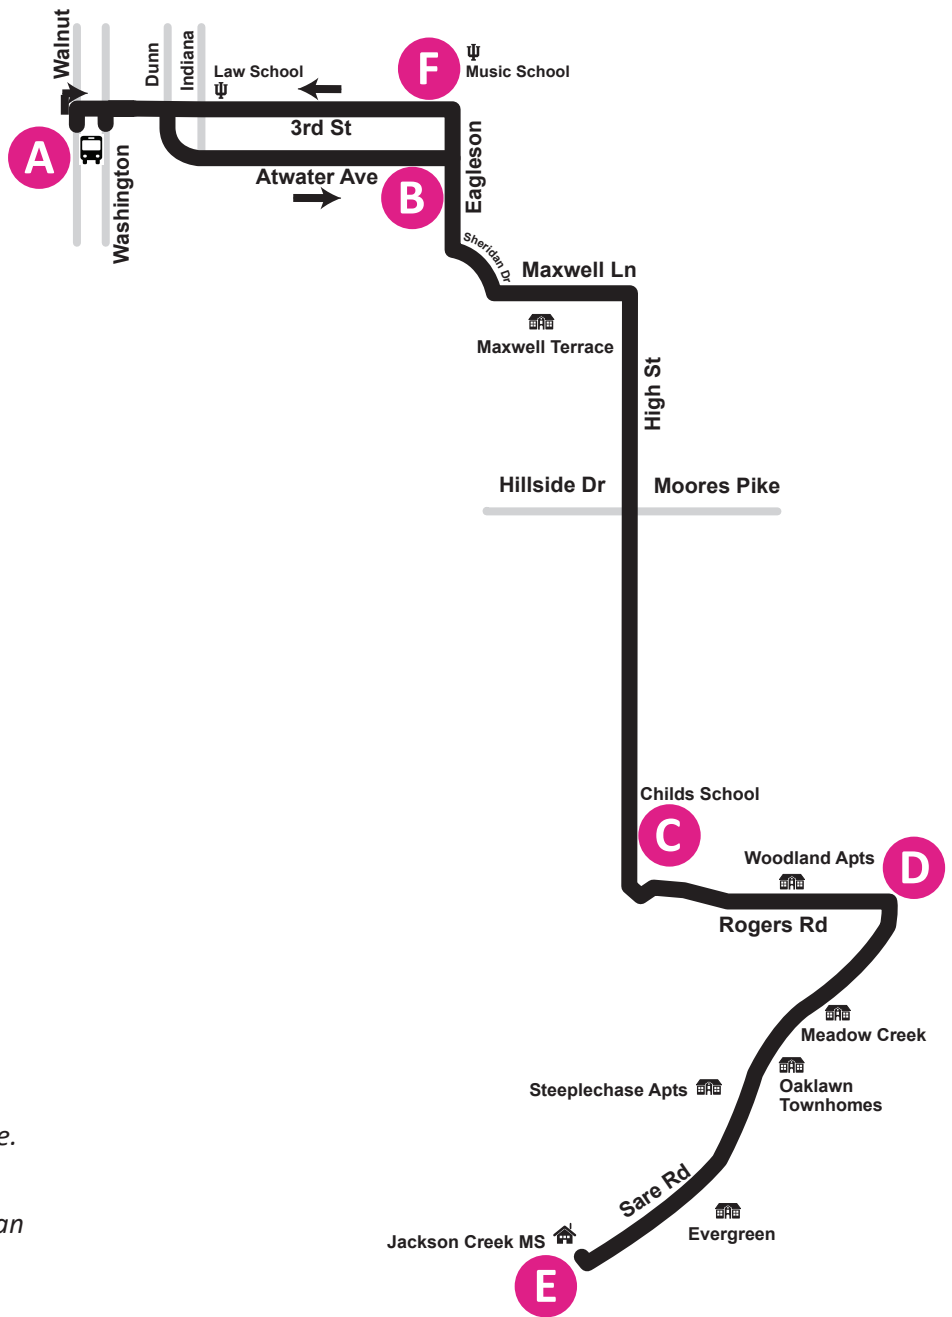 Walnut
Dunn
Indiana
Law School
F
Music School
3rd St
A
Washington
Atwater Ave
B
Eagleson
Sheridan Dr
Maxwell Ln
Maxwell Terrace
High St
Hillside Dr
Moores Pike
Childs School
C
Woodland Apts
D
Rogers Rd
Meadow Creek
Steeplechase Apts
Oaklawn
Townhomes
e.
Sare Rd
an
Evergreen
Jackson Creek MS
E